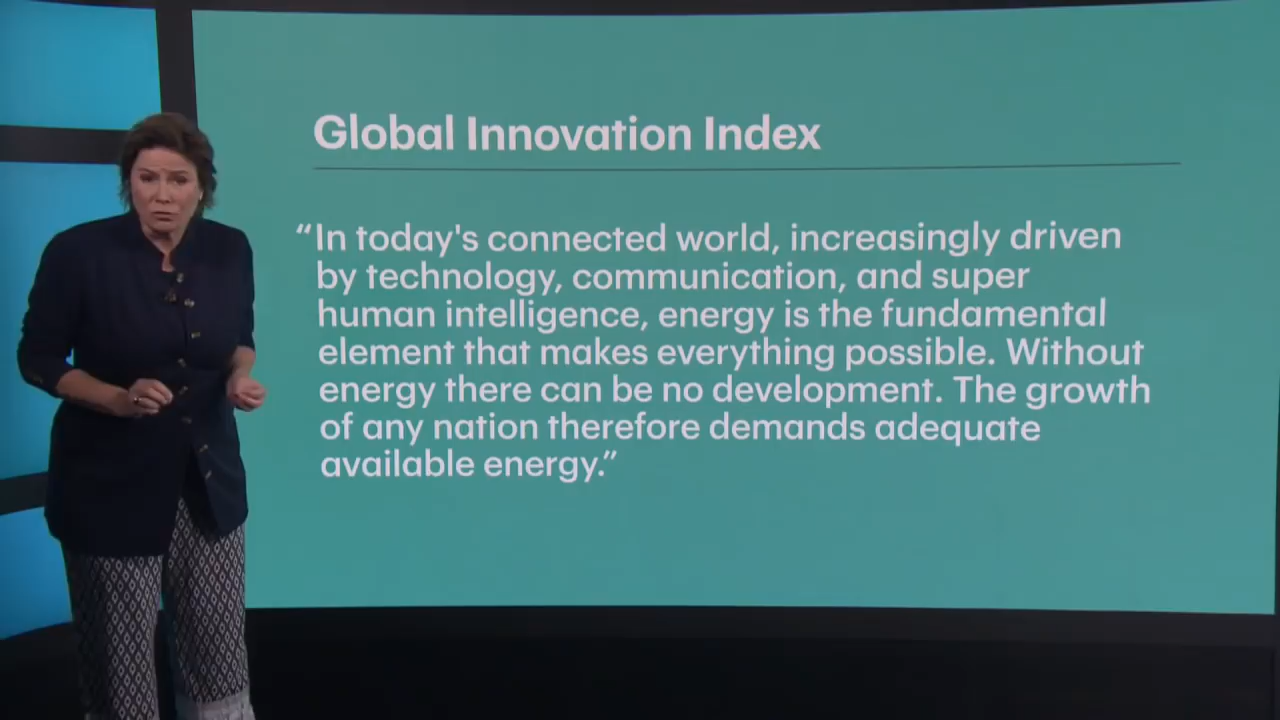 Global Innovation Index
“In today's connected world, increasingly driven
by technology, communication, and super
human intelligence, energy is the fundamental
element that makes everything possible. Without
energy there can be no development. The growth
of any nation therefore demands adequate
available energy.”